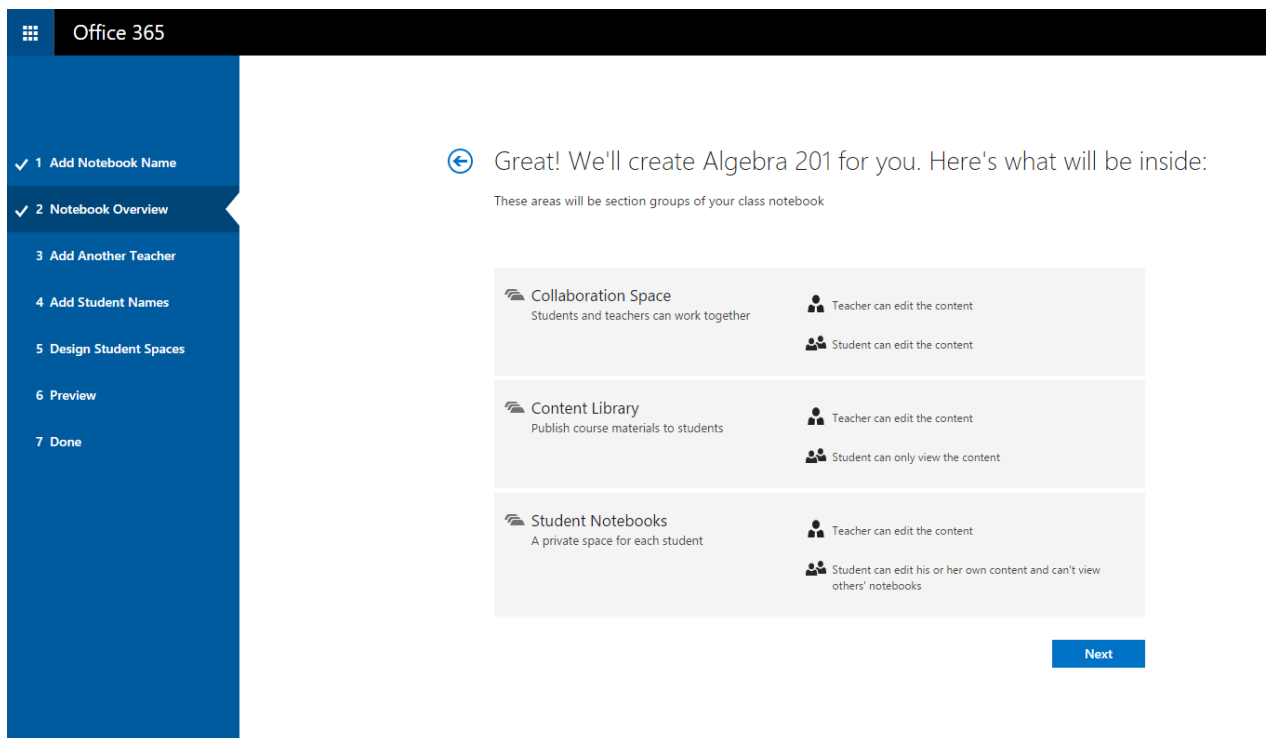 Office 365
1 Add Notebook Name
2 Notebook Overview
3 Add Another Teacher
4 Add Student Names
5 Design Student Spaces
6 Preview
7 Done
Great! We'll create Algebra 201 for you. Here's what will be inside:
These areas will be section groups of your class notebook
Collaboration Space
Students and teachers can work together
Teacher can edit the content
Student can edit the content
Content Library
Publish course materials to students
Teacher can edit the content
Student can only view the content
Student Notebooks
A private space for each student
Teacher can edit the content
Student can edit his or her own content and can't view
others' notebooks
Next